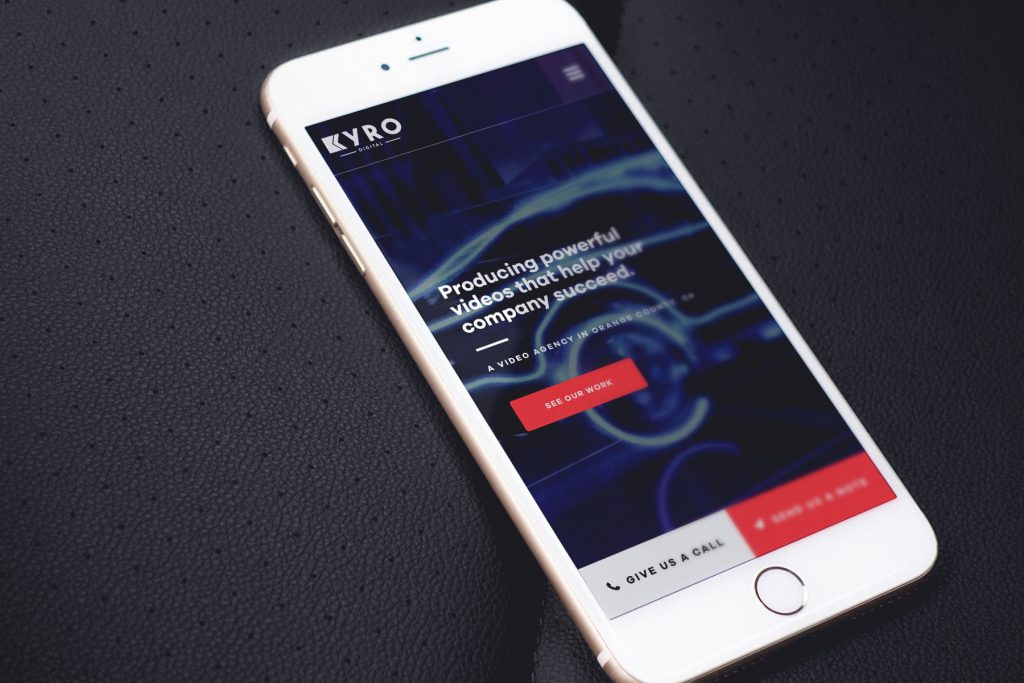 KYRO
DIGITAL
Producing powerful
videos that help your
company succeed.
A VIDEO AGENCY IN ORANGE COUNTY, CA
SEE OUR WORK
GIVE US A CALL
SEND US A NOTE